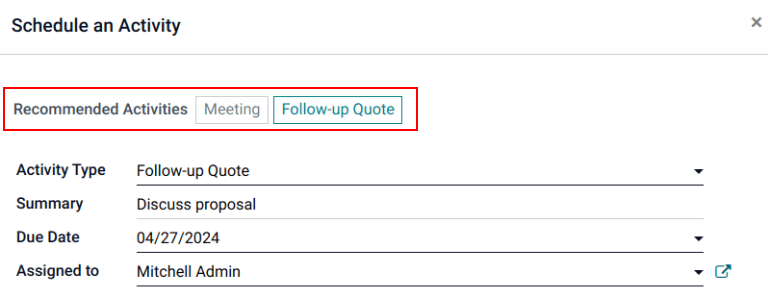 Schedule an Activity ×
Recommended Activities Meeting Follow-up Quote
Activity Type Follow-up Quote
Summary Discuss proposal
Due Date 04/27/2024
Assigned to Mitchell Admin